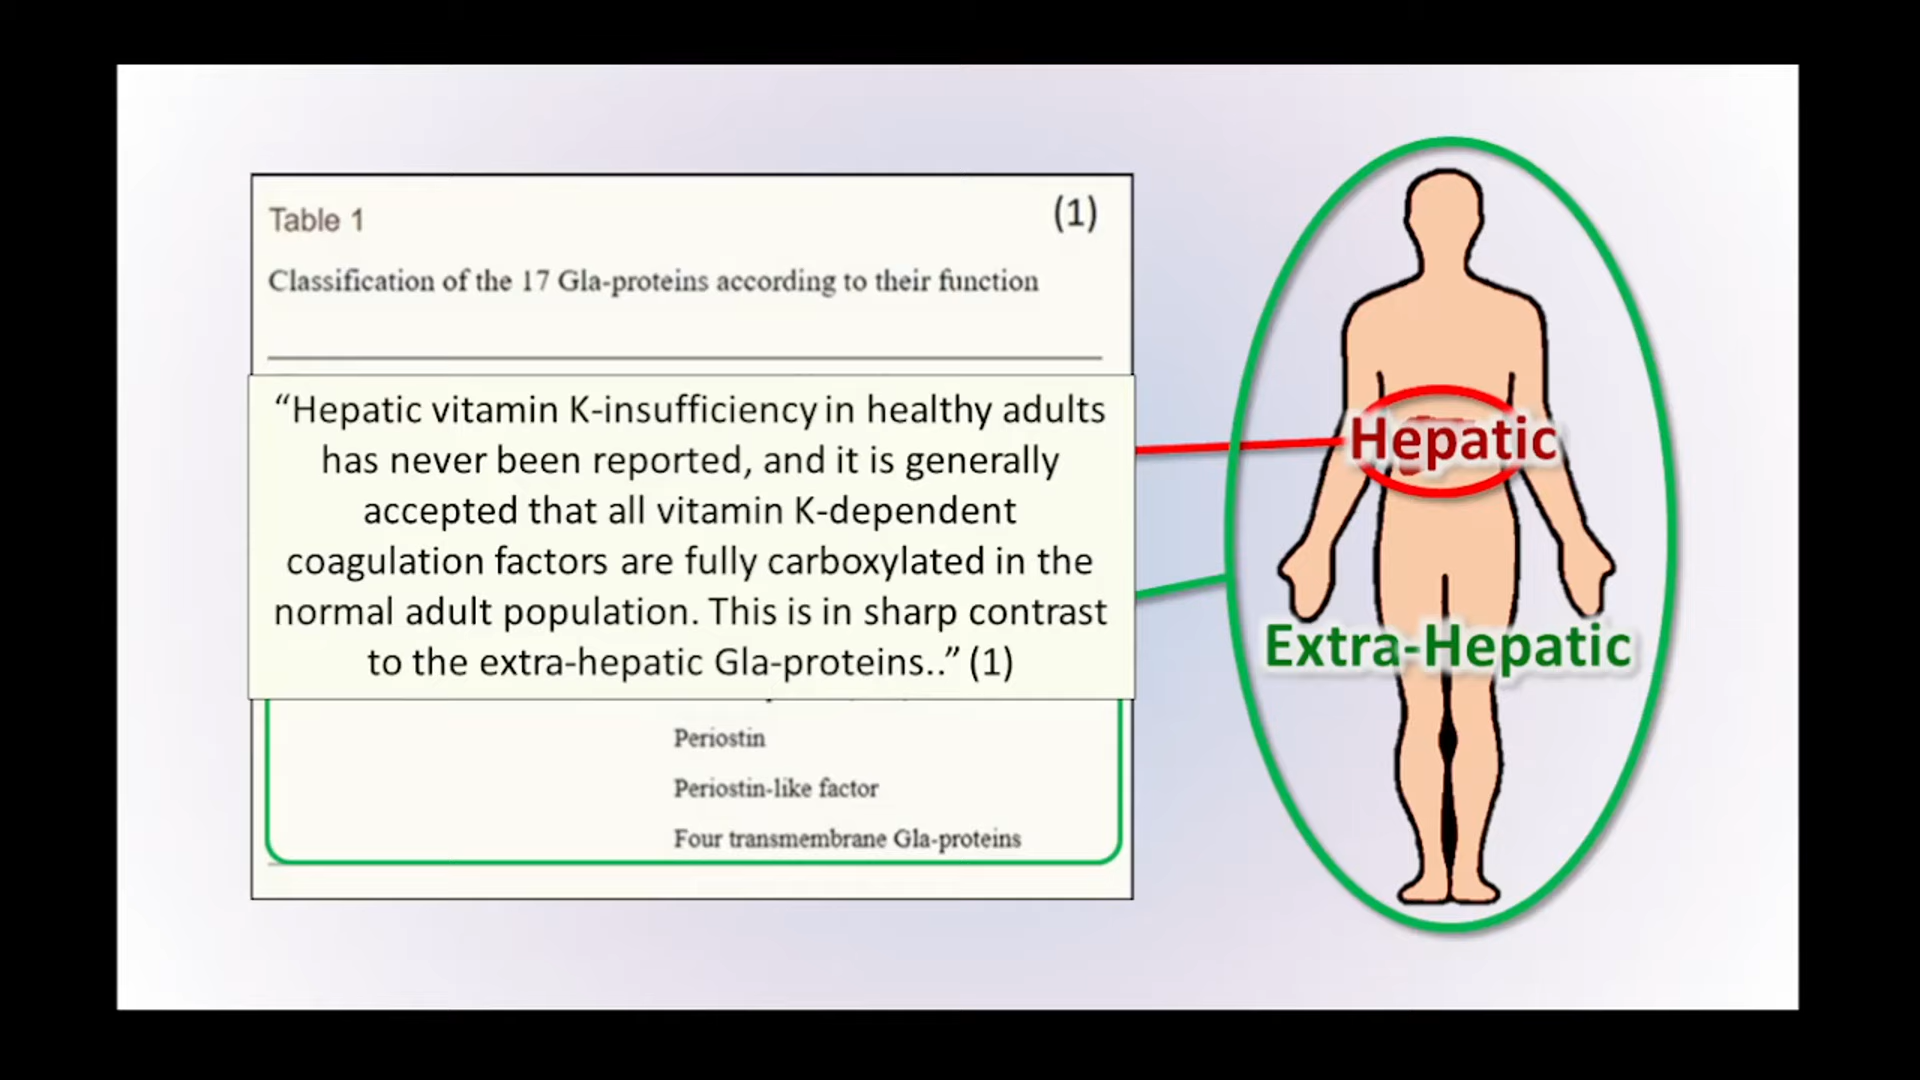 Table 1
(1)
Classification of the 17 Gla-proteins according to their function
“Hepatic vitamin K-insufficiency in healthy adults
has never been reported, and it is generally
accepted that all vitamin K-dependent
coagulation factors are fully carboxylated in the
normal adult population. This is in sharp contrast
to the extra-hepatic Gla-proteins..” (1)
Periostin
Periostin-like factor
Four transmembrane Gla-proteins
Hepatic
Extra-Hepatic